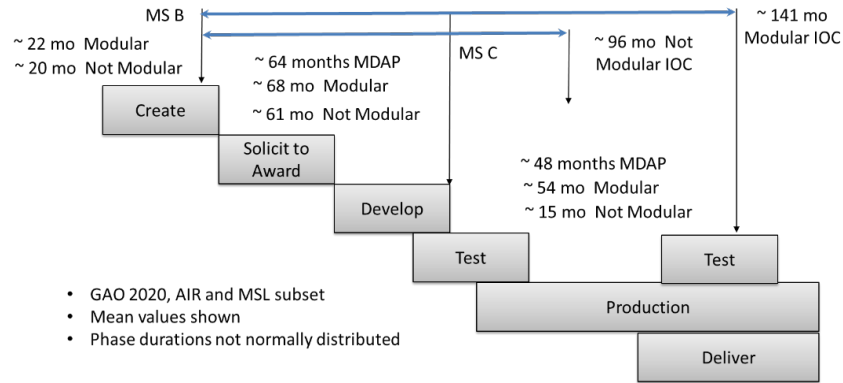 MS B
~ 141 mo
Modular IOC
~ 22 mo Modular
~ 20 mo Not Modular
~ 64 months MDAP
~ 68 mo Modular
~ 61 mo Not Modular
MS C
~ 96 mo Not
Modular IOC
Create
Solicit to
Award
~ 48 months MDAP
~ 54 mo Modular
~ 15 mo Not Modular
Develop
Test
Test
• GAO 2020, AIR and MSL subset
• Mean values shown
• Phase durations not normally distributed
Production
Deliver